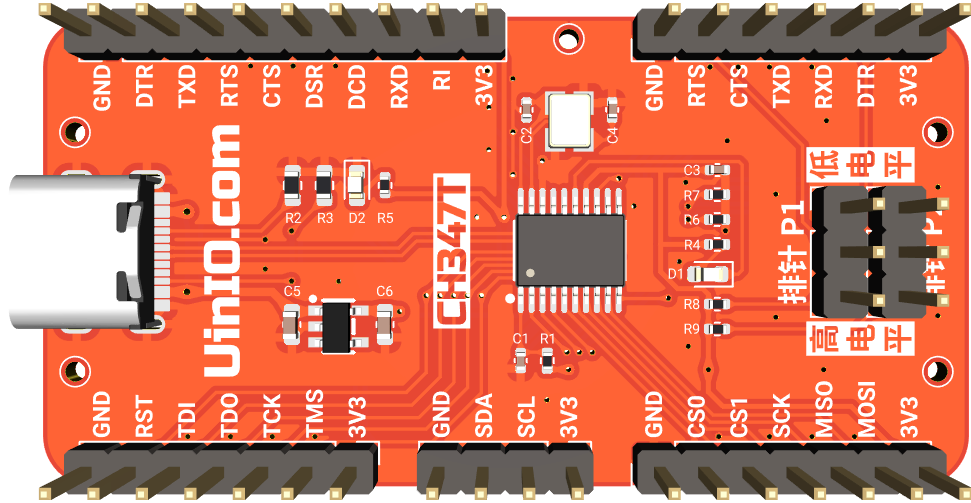 GND DTR TXD RTS CTS DSR DCD RXD RI 3V3
GND RTS CTS TXD RXD DTR 3V3
C2
C4
低电平
C3
R7
R6
R4
D1
R8
R9
排针 P1
高电平
R2
R3
D2
R5
UinIO.com
CH347T
C5
C6
C1
R1
GND RST TDI TDO TCK TMS 3V3
GND SDA SCL 3V3
GND CS0 CS1 SCK MISO MOSI 3V3